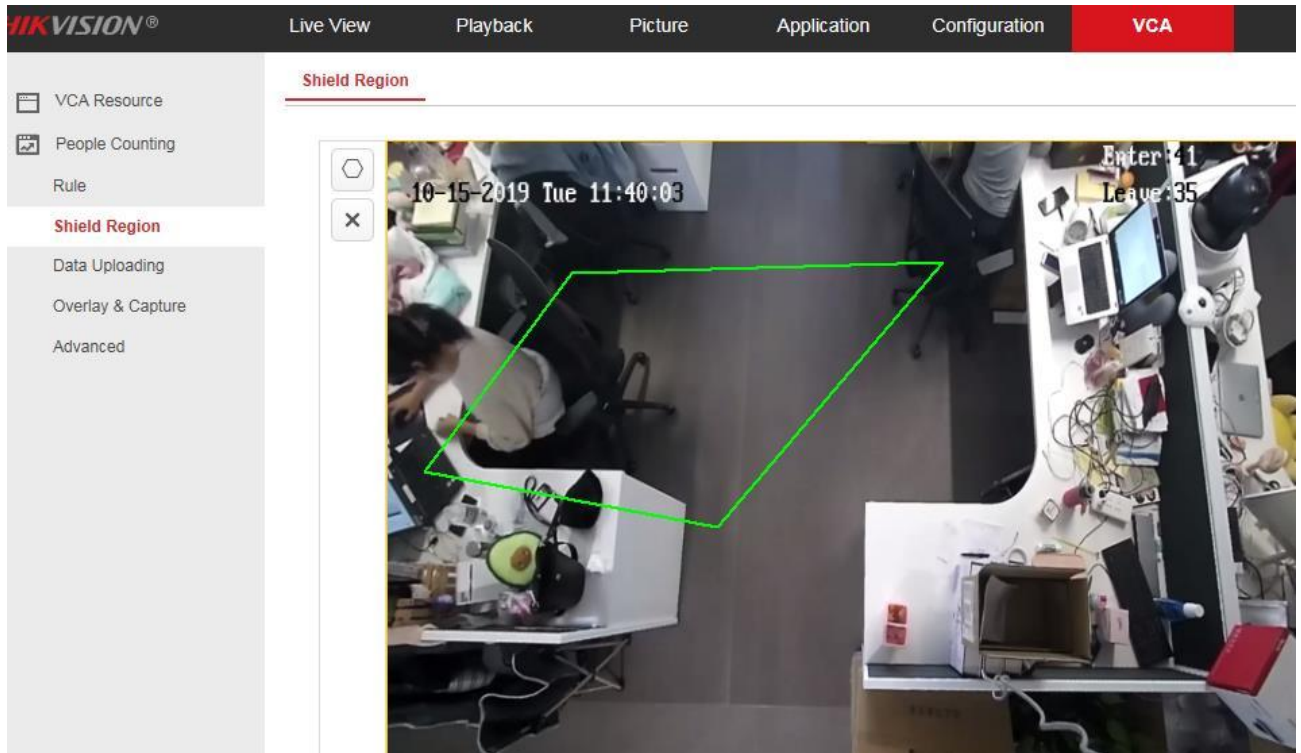 HIKVISION®
Live View
Playback
Picture
Application
Configuration
VCA
VCA Resource
People Counting
Rule
Shield Region
Data Uploading
Overlay & Capture
Advanced
Shield Region
10-15-2019 Tue 11:40:03
Enter:41
Leave:35